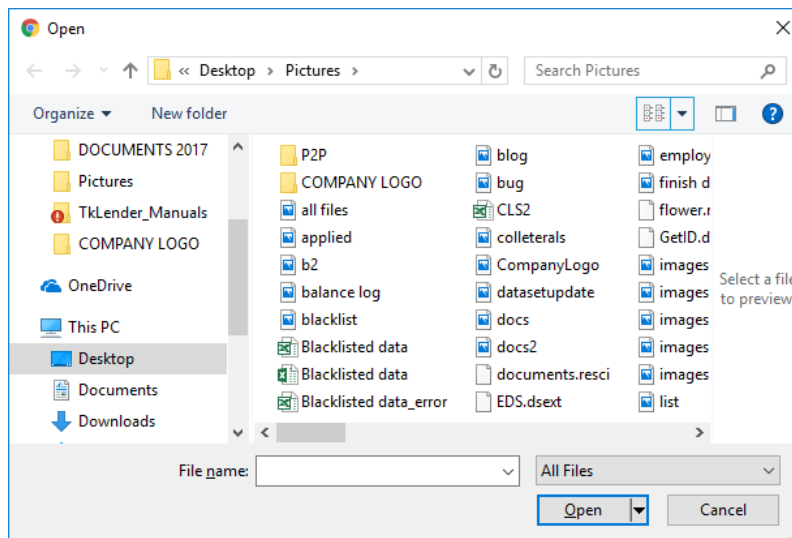 Open
« Desktop > Pictures >
Search Pictures
Organize
New folder
DOCUMENTS 2017
Pictures
TkLender_Manuals
COMPANY LOGO
OneDrive
This PC
Desktop
Documents
Downloads
P2P
COMPANY LOGO
all files
applied
b2
balance log
blacklist
Blacklisted data
Blacklisted data
Blacklisted data_error
blog
bug
CLS2
colleterals
CompanyLogo
datasetupdate
docs
docs2
documents.resci
EDS.dsext
employ
finish d
flower.r
GetID.d
images
images
images
images
images
list
Select a file
to preview
File name:
All Files
Open
Cancel